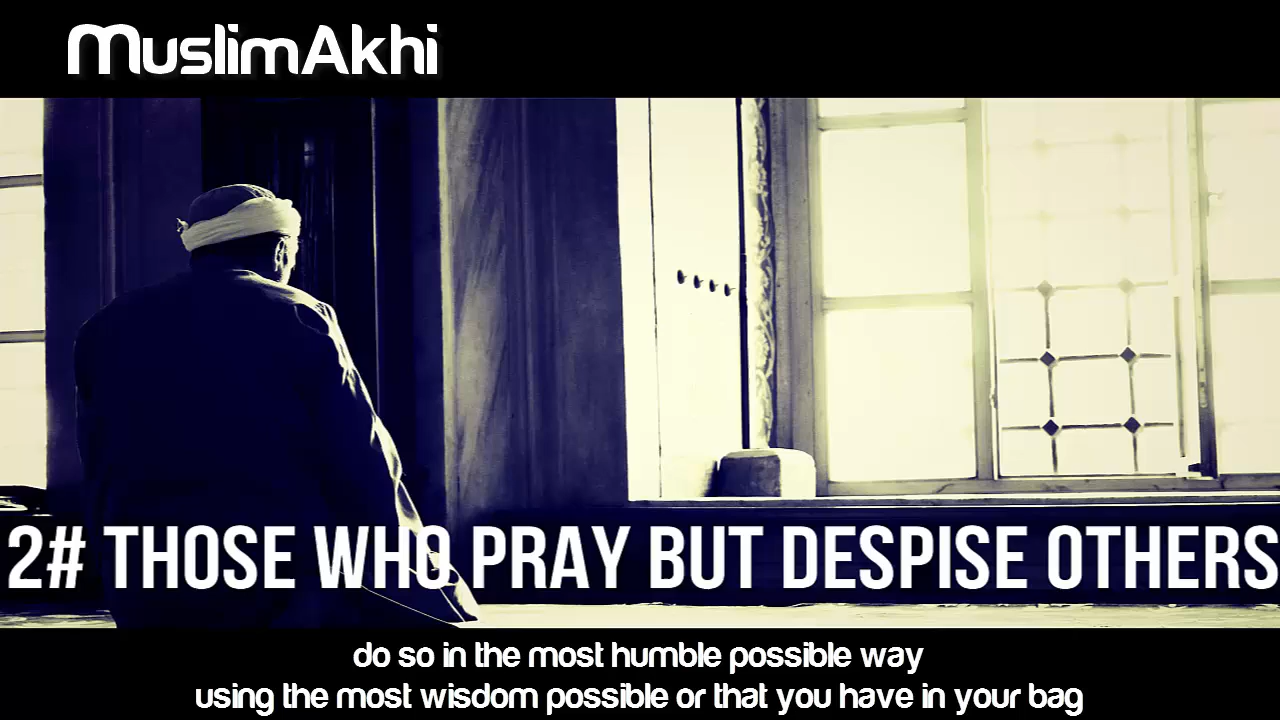 MuslimAkhi
2# THOSE WHO PRAY BUT DESPISE OTHERS
do so in the most humble possible way
using the most wisdom possible or that you have in your bag